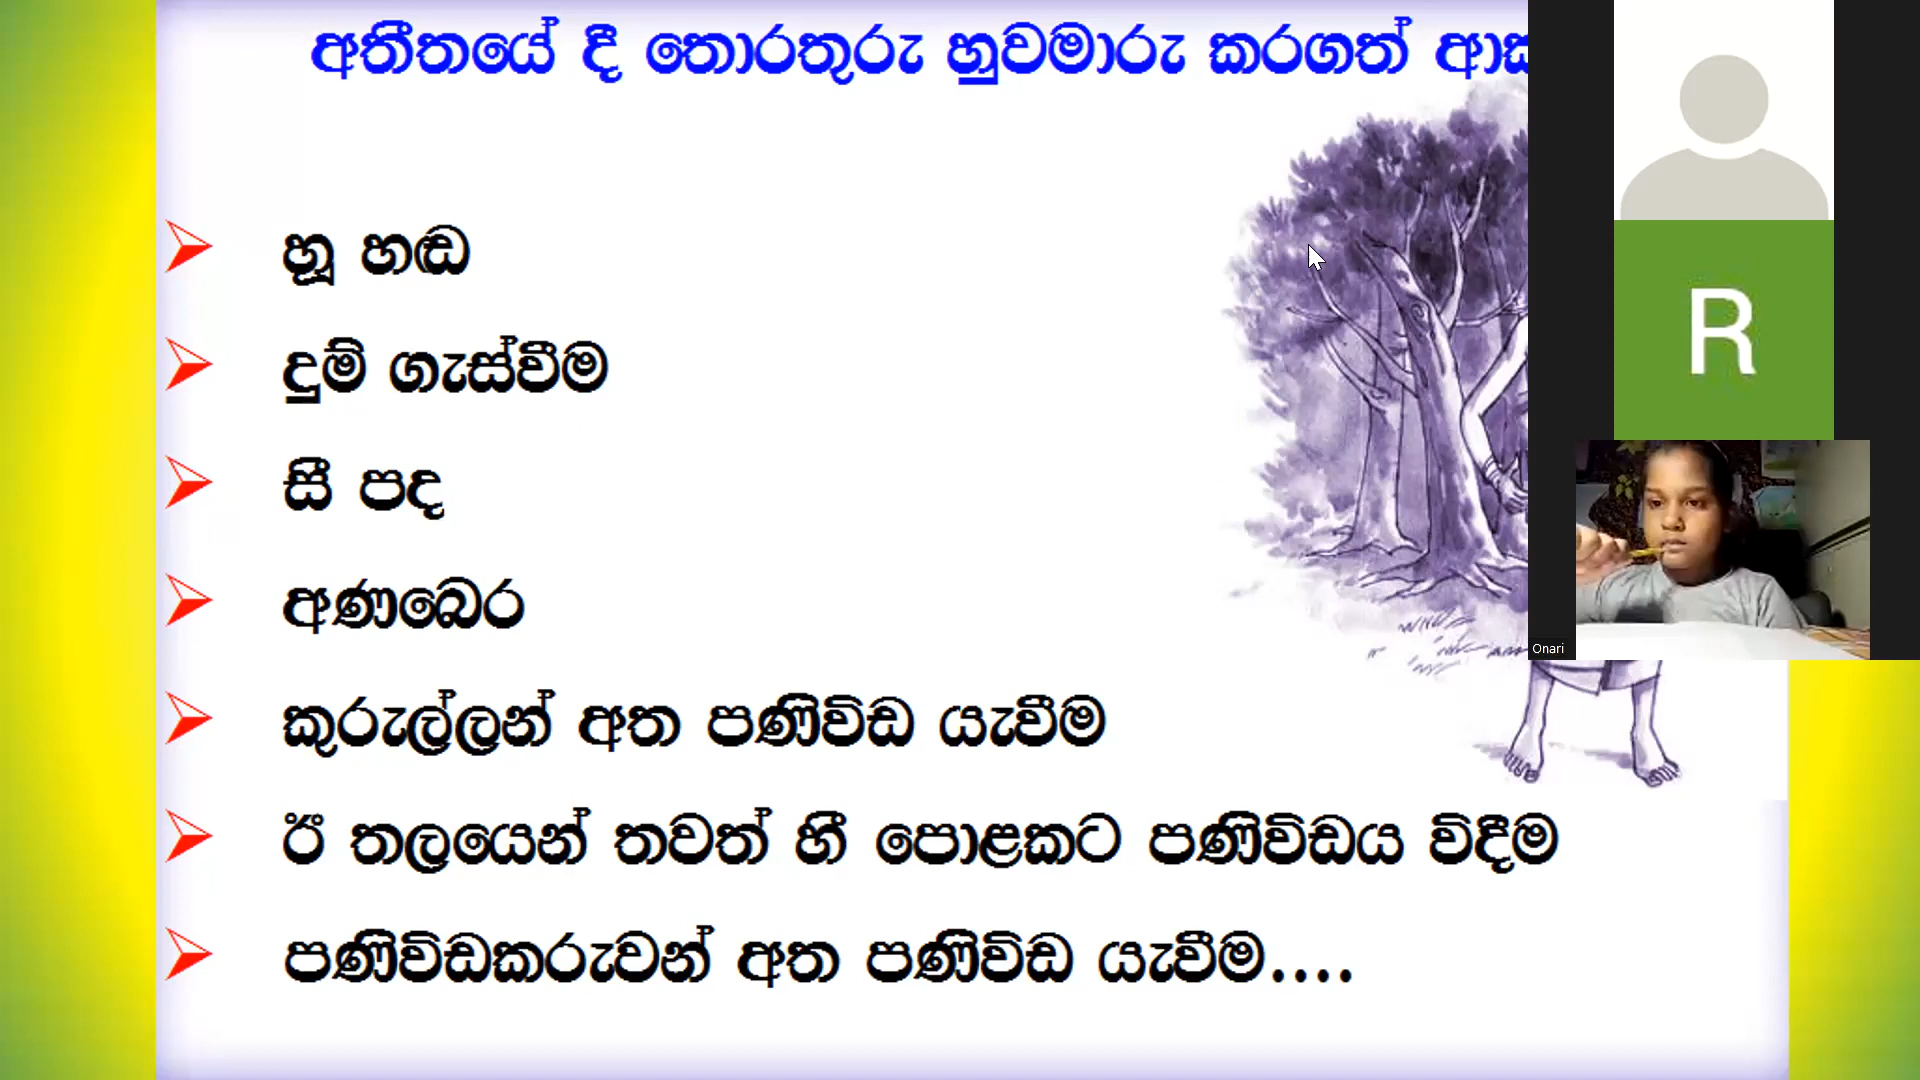 අතීතයේ දී තොරතුරු හුවමාරු කරගත්
R
හූ හඬ
දුම් ගැස්වීම
සී පද
අණබෙර
Onari
කුරුල්ලන් අත පණිවිඩ යැවීම
ඊ තලයෙන් තවත් හී පොළකට පණිවිඩය විදීම
පණිවිඩකරුවන් අත පණිවිඩ යැවීම....